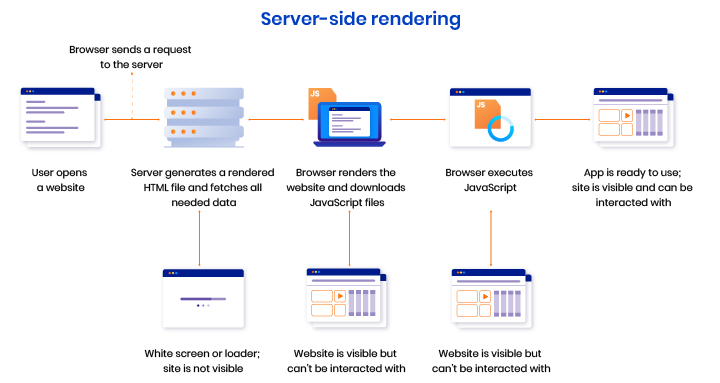 Server-side rendering
Browser sends a request
to the server
JS
JS
User opens
a website
Server generates a rendered
HTML file and fetches all
needed data
Browser renders the
website and downloads
JavaScript files
Browser executes
JavaScript
App is ready to use;
site is visible and can be
interacted with
White screen or loader;
site is not visible
Website is visible but
can't be interacted with
Website is visible but
can't be interacted with